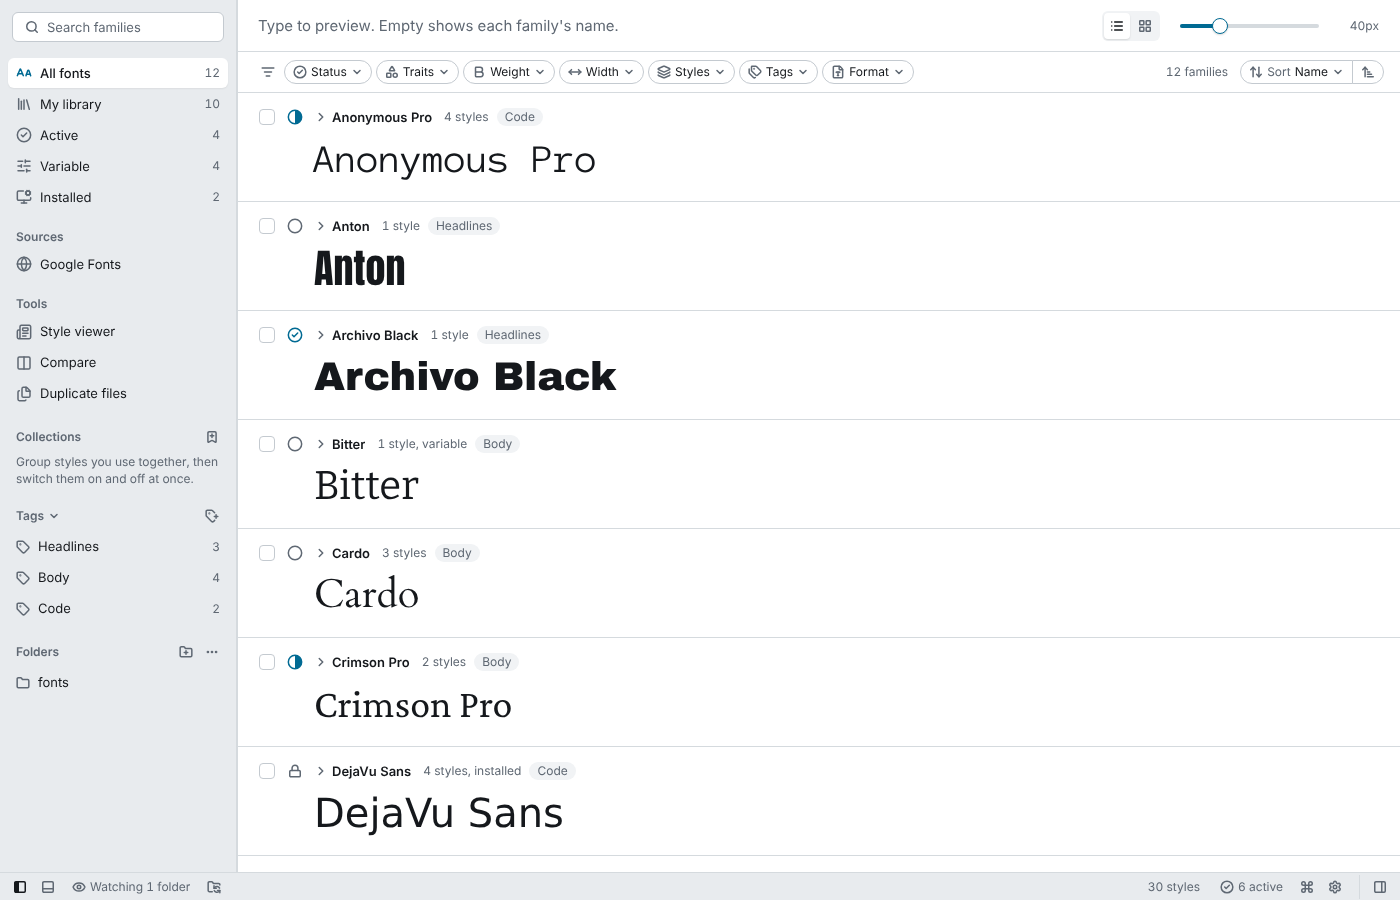 Search families
All fonts 12
My library 10
Active 4
Variable 4
Installed 2
Sources
Google Fonts
Tools
Style viewer
Compare
Duplicate files
Collections
Group styles you use together, then
switch them on and off at once.
Tags
Headlines 3
Body 4
Code 2
Folders
fonts
Type to preview. Empty shows each family's name.
40px
Status Traits Weight Width Styles Tags Format 12 families Sort Name
Anonymous Pro 4 styles Code
Anonymous Pro
Anton 1 style Headlines
Anton
Archivo Black 1 style Headlines
Archivo Black
Bitter 1 style, variable Body
Bitter
Cardo 3 styles Body
Cardo
Crimson Pro 2 styles Body
Crimson Pro
DejaVu Sans 4 styles, installed Code
DejaVu Sans
Watching 1 folder 30 styles 6 active